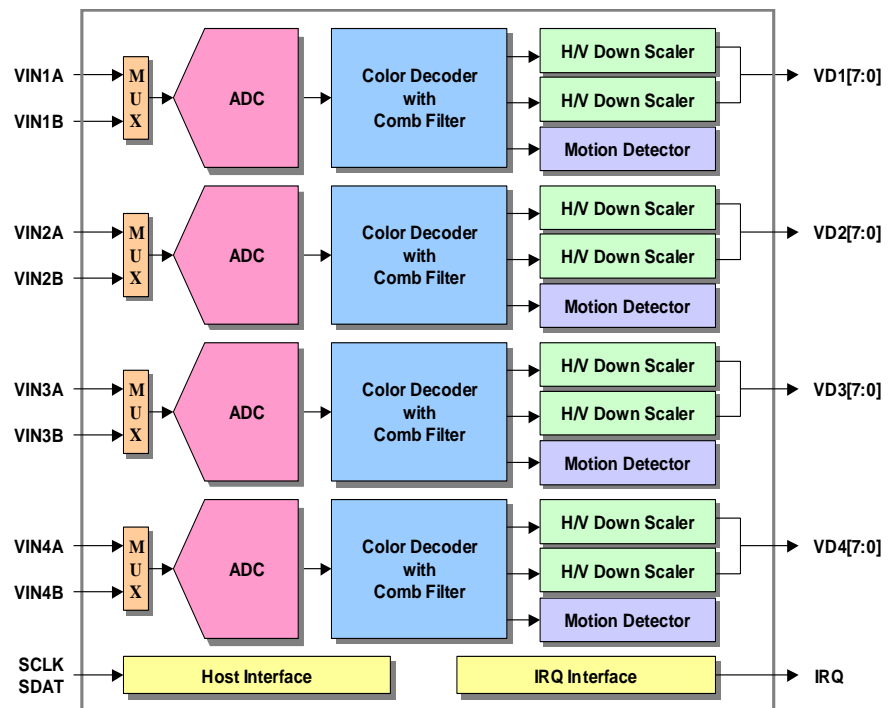 VIN1A
VIN1B
M
U
X
ADC
Color Decoder
with
Comb Filter
H/V Down Scaler
H/V Down Scaler
Motion Detector
VD1[7:0]
VIN2A
VIN2B
M
U
X
ADC
Color Decoder
with
Comb Filter
H/V Down Scaler
H/V Down Scaler
Motion Detector
VD2[7:0]
VIN3A
VIN3B
M
U
X
ADC
Color Decoder
with
Comb Filter
H/V Down Scaler
H/V Down Scaler
Motion Detector
VD3[7:0]
VIN4A
VIN4B
M
U
X
ADC
Color Decoder
with
Comb Filter
H/V Down Scaler
H/V Down Scaler
Motion Detector
VD4[7:0]
SCLK
SDAT
Host Interface
IRQ Interface
IRQ